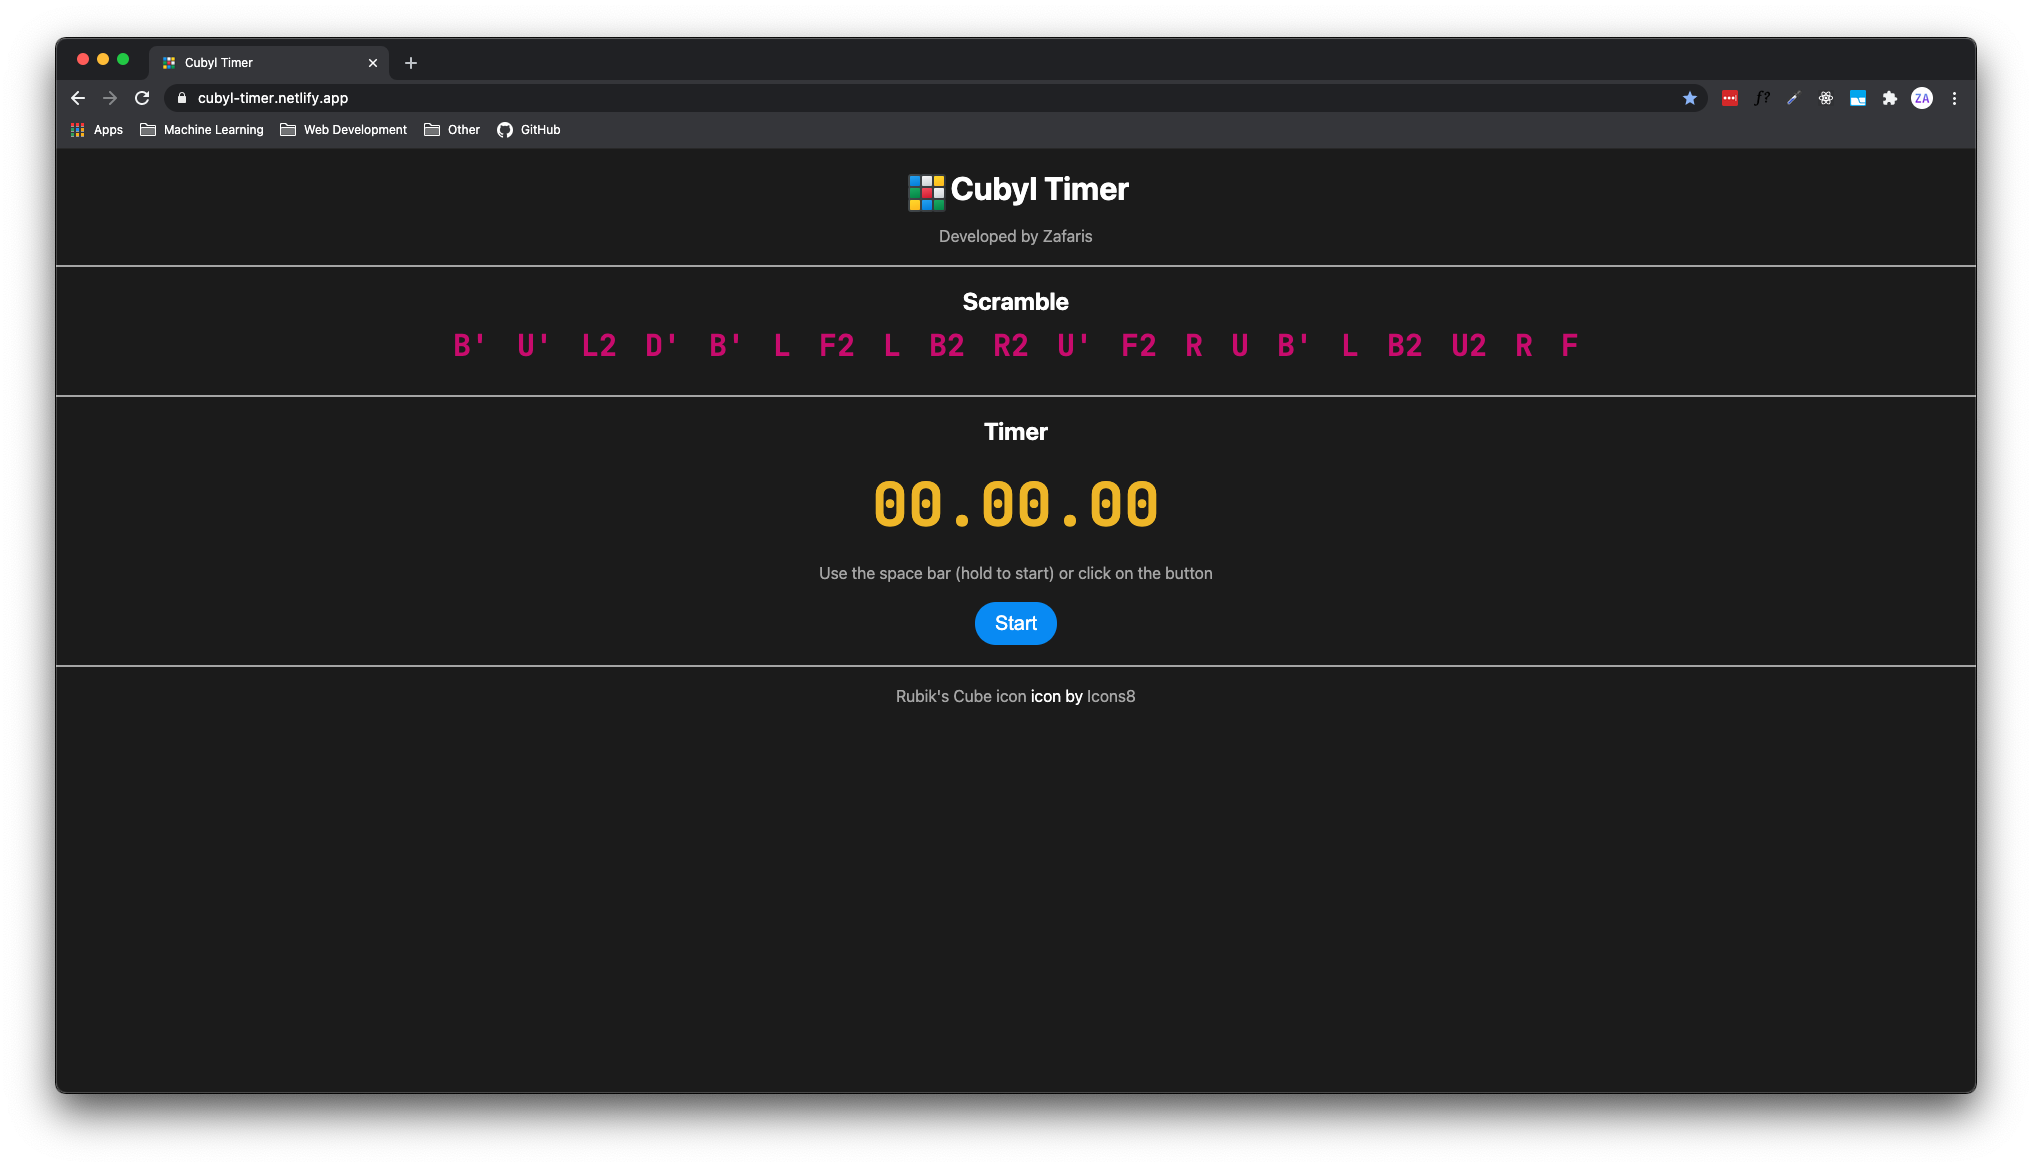 Cubyl Timer
cubyl-timer.netlify.app
f?
ZA
Apps Machine Learning Web Development Other GitHub
Cubyl Timer
Developed by Zafaris
Scramble
B' U' L2 D' B' L F2 L B2 R2 U' F2 R U B' L B2 U2 R F
Timer
00.00.00
Use the space bar (hold to start) or click on the button
Start
Rubik's Cube icon icon by Icons8